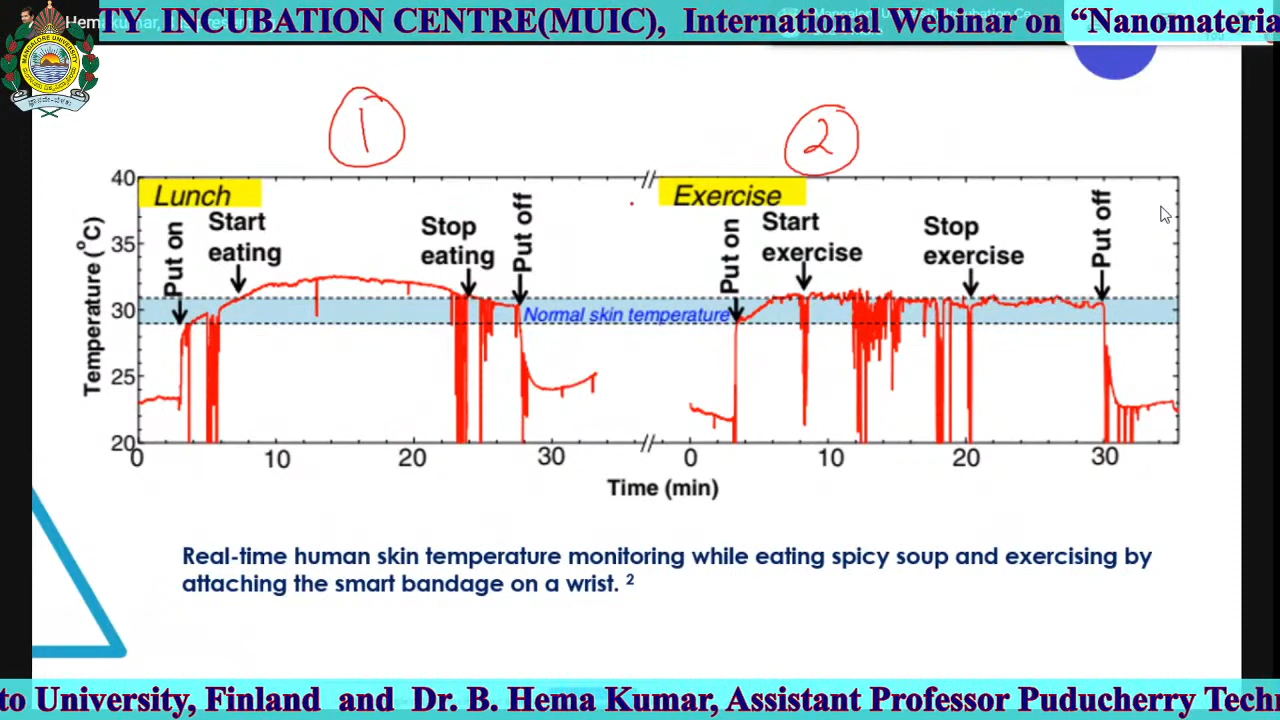 TY INCUBATION CENTRE(MUIC), International Webinar on “Nanomateria
MANGALORE UNIVERSITY
1
2
40
35
30
25
20
Temperature (°C)
Lunch
Put on
Start
eating
Stop
eating
Put off
Normal skin temperature
Exercise
Put on
Start
exercise
Stop
exercise
Put off
0 10 20 30 0 10 20 30
Time (min)
Real-time human skin temperature monitoring while eating spicy soup and exercising by
attaching the smart bandage on a wrist. 2
to University, Finland and Dr. B. Hema Kumar, Assistant Professor Puducherry Tech